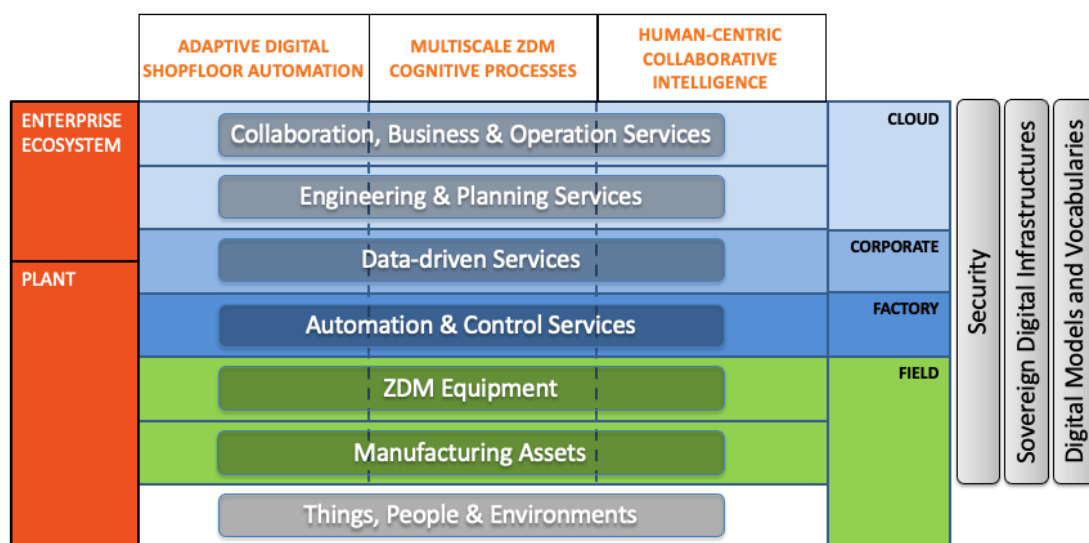 ADAPTIVE DIGITAL
SHOPFLOOR AUTOMATION
MULTISCALE ZDM
COGNITIVE PROCESSES
HUMAN-CENTRIC
COLLABORATIVE
INTELLIGENCE
ENTERPRISE
ECOSYSTEM
Collaboration, Business & Operation Services
CLOUD
Engineering & Planning Services
PLANT
Data-driven Services
CORPORATE
Automation & Control Services
FACTORY
ZDM Equipment
FIELD
Manufacturing Assets
Things, People & Environments
Security
Sovereign Digital Infrastructures
Digital Models and Vocabularies